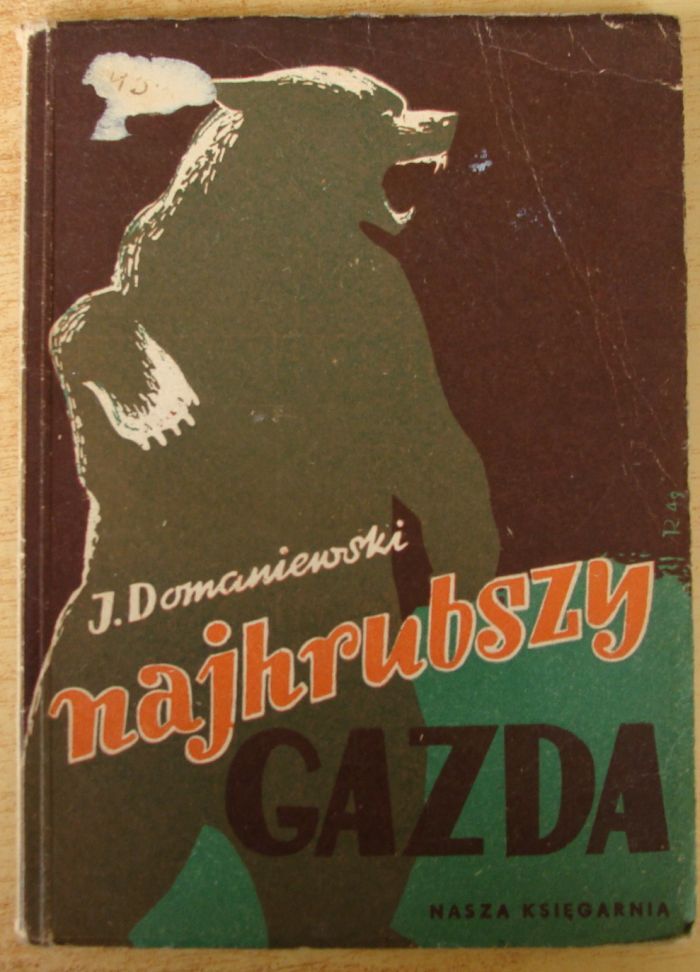 J. Domaniewski
najhrubszy
GAZDA
NASZA KSIĘGARNIA